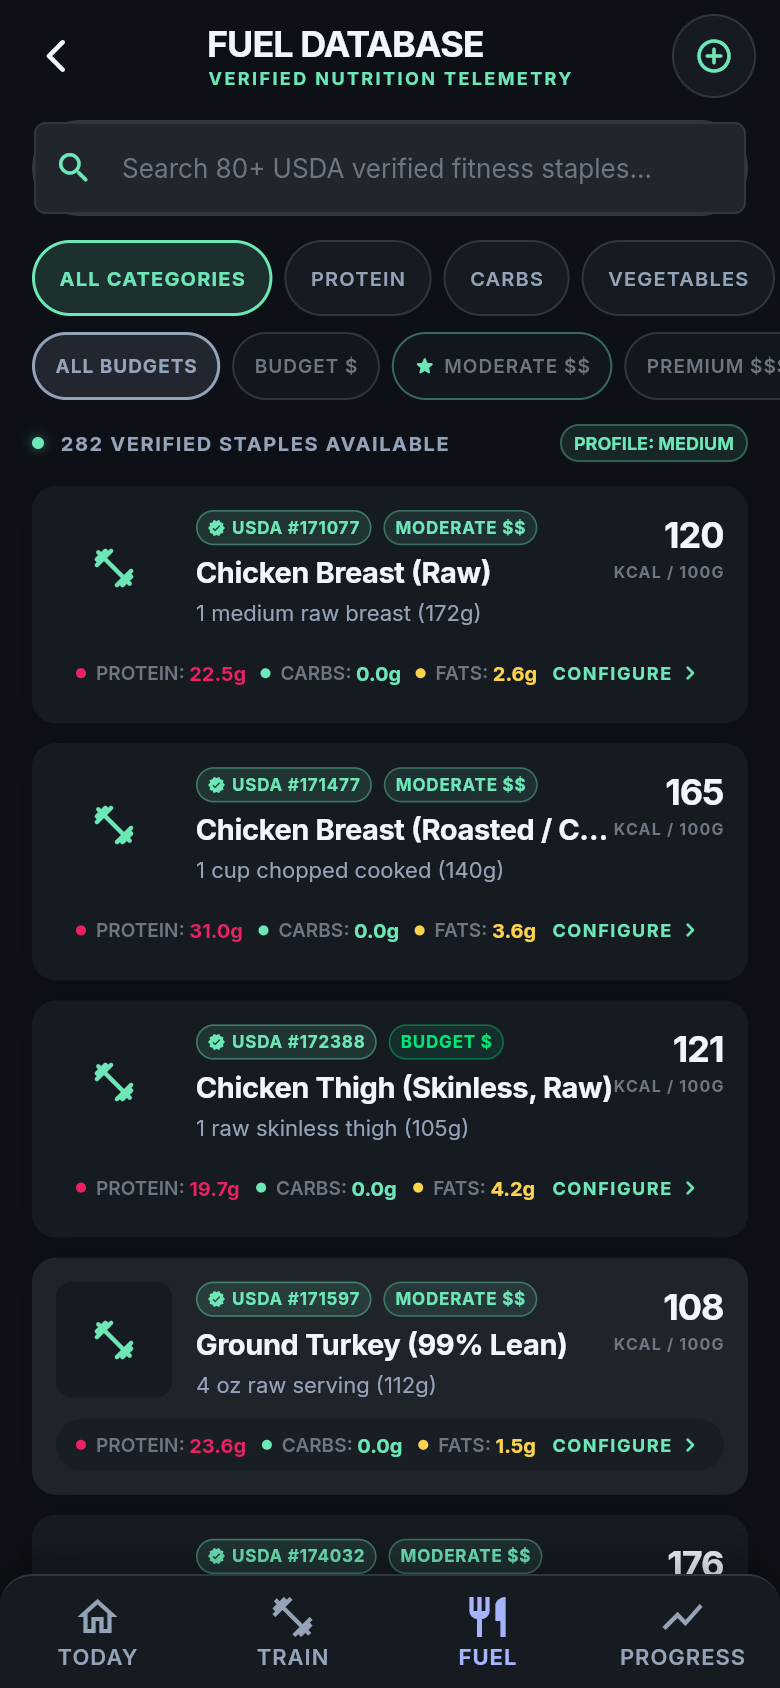 FUEL DATABASE
VERIFIED NUTRITION TELEMETRY
Search 80+ USDA verified fitness staples...
ALL CATEGORIES PROTEIN CARBS VEGETABLES
ALL BUDGETS BUDGET $ MODERATE $$ PREMIUM $$$
282 VERIFIED STAPLES AVAILABLE PROFILE: MEDIUM
USDA #171077 MODERATE $$ 120
Chicken Breast (Raw) KCAL / 100G
1 medium raw breast (172g)
PROTEIN: 22.5g CARBS: 0.0g FATS: 2.6g CONFIGURE
USDA #171477 MODERATE $$ 165
Chicken Breast (Roasted / C... KCAL / 100G
1 cup chopped cooked (140g)
PROTEIN: 31.0g CARBS: 0.0g FATS: 3.6g CONFIGURE
USDA #172388 BUDGET $ 121
Chicken Thigh (Skinless, Raw) KCAL / 100G
1 raw skinless thigh (105g)
PROTEIN: 19.7g CARBS: 0.0g FATS: 4.2g CONFIGURE
USDA #171597 MODERATE $$ 108
Ground Turkey (99% Lean) KCAL / 100G
4 oz raw serving (112g)
PROTEIN: 23.6g CARBS: 0.0g FATS: 1.5g CONFIGURE
USDA #174032 MODERATE $$ 176
TODAY TRAIN FUEL PROGRESS